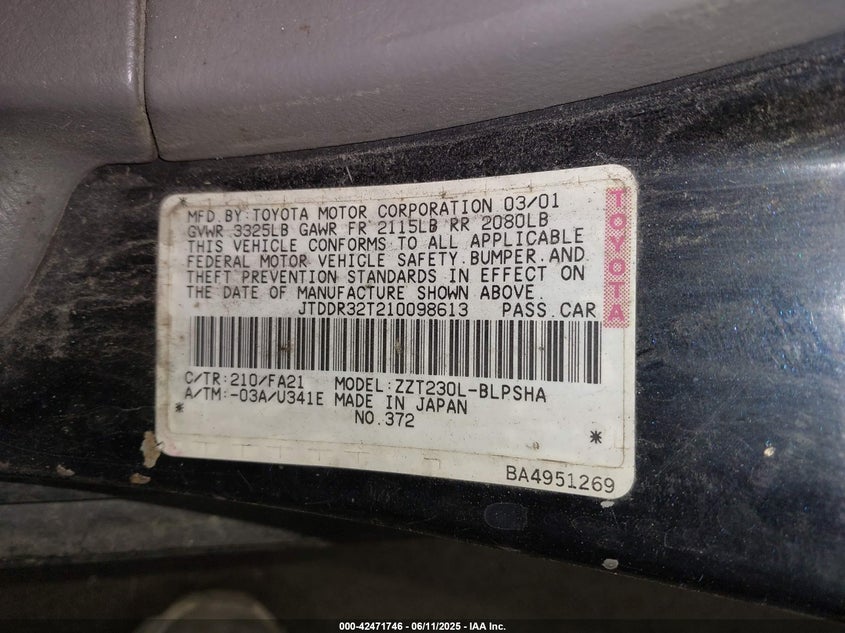 MFD.BY:TOYOTA MOTOR CORPORATION 03/01
GVWR 3325LB GAWR FR 2115LB RR 2080LB
THIS VEHICLE CONFORMS TO ALL APPLICABLE
FEDERAL MOTOR VEHICLE SAFETY.BUMPER.AND
THEFT PREVENTION STANDARDS IN EFFECT ON
THE DATE OF MANUFACTURE SHOWN ABOVE.
JTDDR32T210098613 PASS.CAR
TOYOTA
C/TR:210/FA21 MODEL:ZZT230L-BLPSHA
A/TM:-03A/U341E MADE IN JAPAN
NO.372
BA4951269
000-42471746 - 06/11/2025 - IAA Inc.